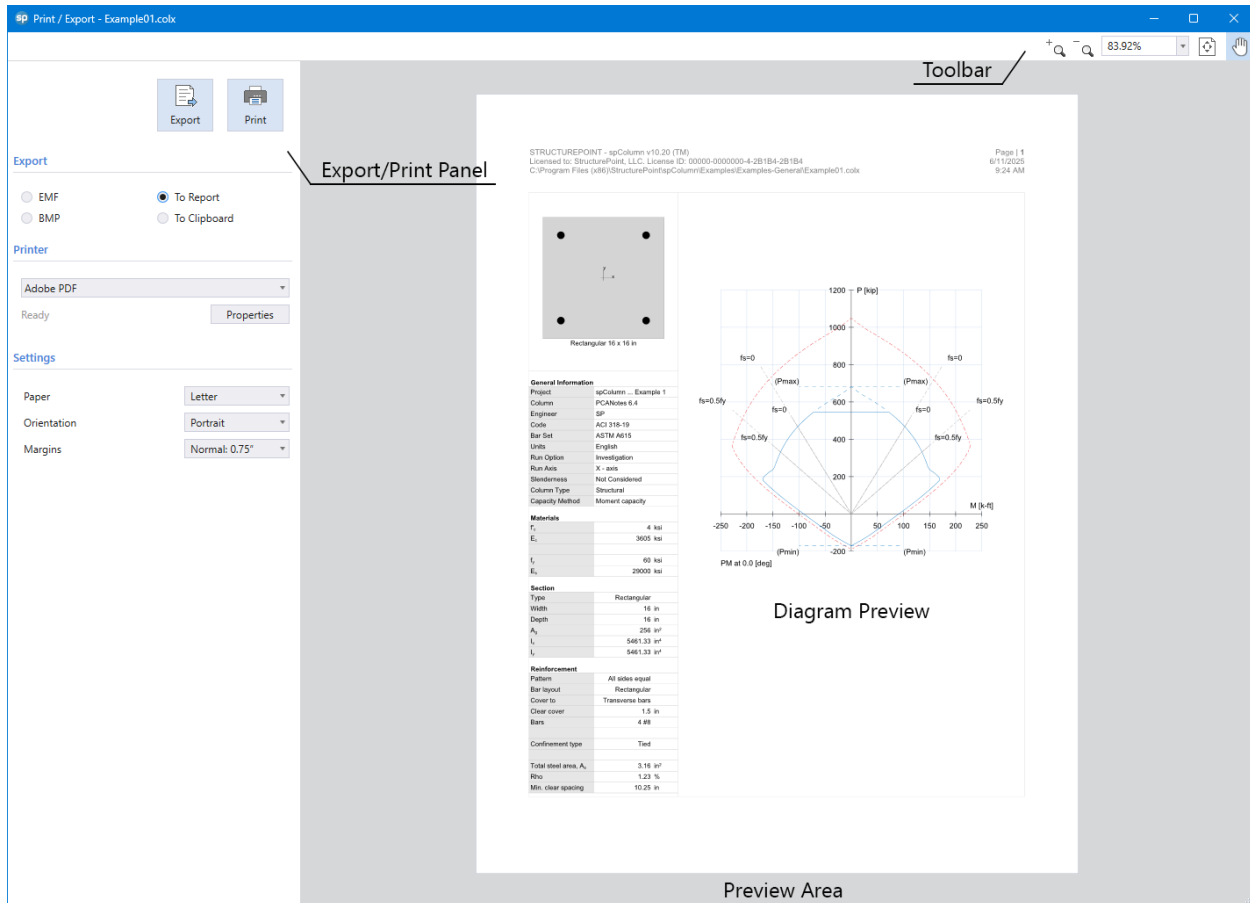 sp Print / Export - Example01.colx
83.92%
Toolbar
Export
Print
Export/Print Panel
Export
EMF
To Report
BMP
To Clipboard
Printer
Adobe PDF
Ready
Properties
Settings
Paper
Letter
Orientation
Portrait
Margins
Normal: 0.75"
STRUCTUREPOINT - spColumn v10.20 (TM)
Licensed to: StructurePoint, LLC. License ID: 00000-0000000-4-2B1B4-2B1B4
C:\Program Files (x86)\StructurePoint\spColumn\Examples\Examples-General\Example01.colx
Page | 1
6/11/2025
9:24 AM
Rectangular 16 x 16 in
General Information
Project spColumn ... Example 1
Column PCANotes 6.4
Engineer SP
Code ACI 318-19
Bar Set ASTM A615
Units English
Run Option Investigation
Run Axis X - axis
Slenderness Not Considered
Column Type Structural
Capacity Method Moment capacity
Materials
f'c 4 ksi
Ec 3605 ksi
fy 60 ksi
Es 29000 ksi
Section
Type Rectangular
Width 16 in
Depth 16 in
Ag 256 in²
Ix 5461.33 in⁴
Iy 5461.33 in⁴
Reinforcement
Pattern All sides equal
Bar layout Rectangular
Cover to Transverse bars
Clear cover 1.5 in
Bars 4 #8
Confinement type Tied
Total steel area, As 3.16 in²
Rho 1.23 %
Min. clear spacing 10.25 in
1200 P [kip]
1000
fs=0 800 fs=0
(Pmax) (Pmax)
fs=0.5fy 600 fs=0.5fy
fs=0 fs=0
fs=0.5fy 400 fs=0.5fy
200
M [k-ft]
-250 -200 -150 -100 -50 50 100 150 200 250
(Pmin) -200 (Pmin)
PM at 0.0 [deg]
Diagram Preview
Preview Area